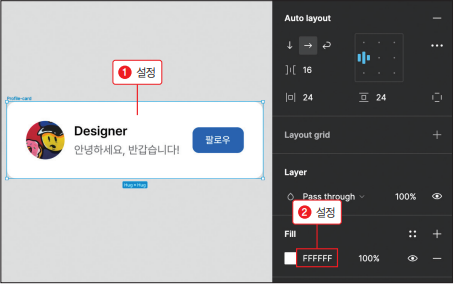 Profile-card
1 설정
Designer
안녕하세요, 반갑습니다!
팔로우
Hug × Hug
Auto layout
16
24
24
Layout grid
Layer
Pass through
100%
2 설정
Fill
FFFFFF
100%